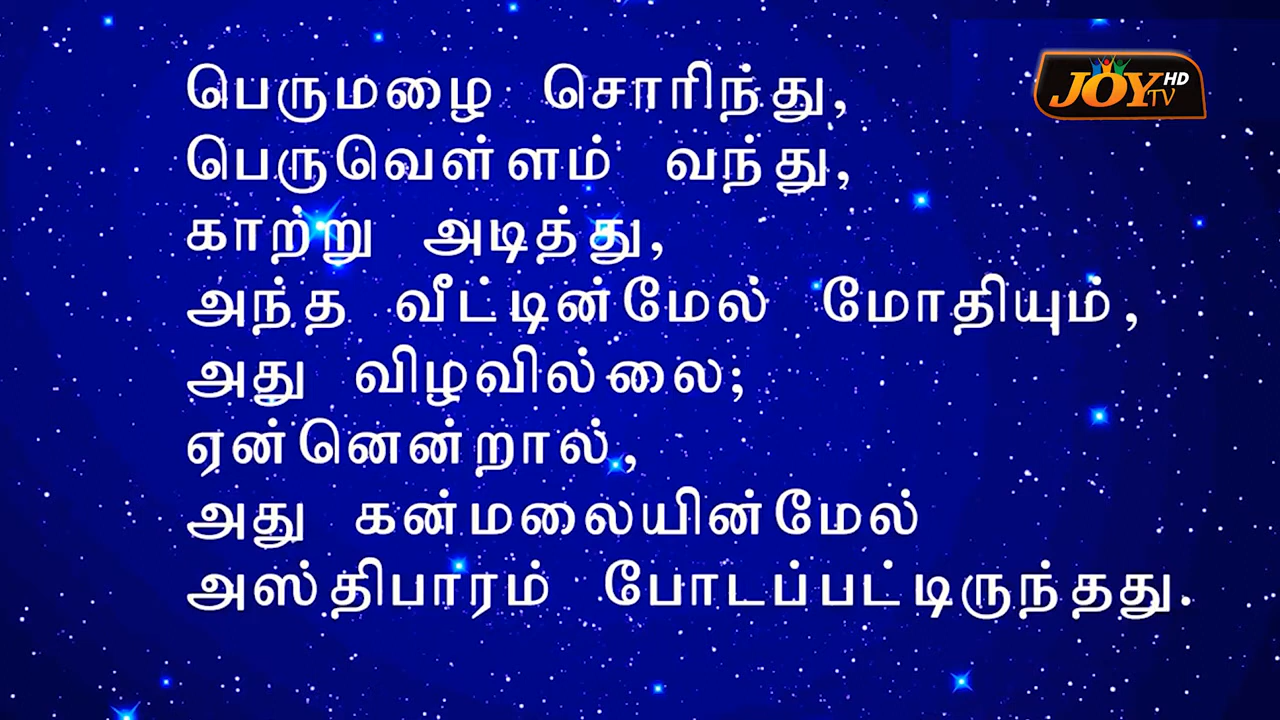 பெருமழை சொரிந்து,
பெருவெள்ளம் வந்து,
காற்று அடித்து,
அந்த வீட்டின்மேல் மோதியும்,
அது விழவில்லை;
ஏன்னென்றால்,
அது கன்மலையின்மேல்
அஸ்திபாரம் போடப்பட்டிருந்தது.
JOY TV HD